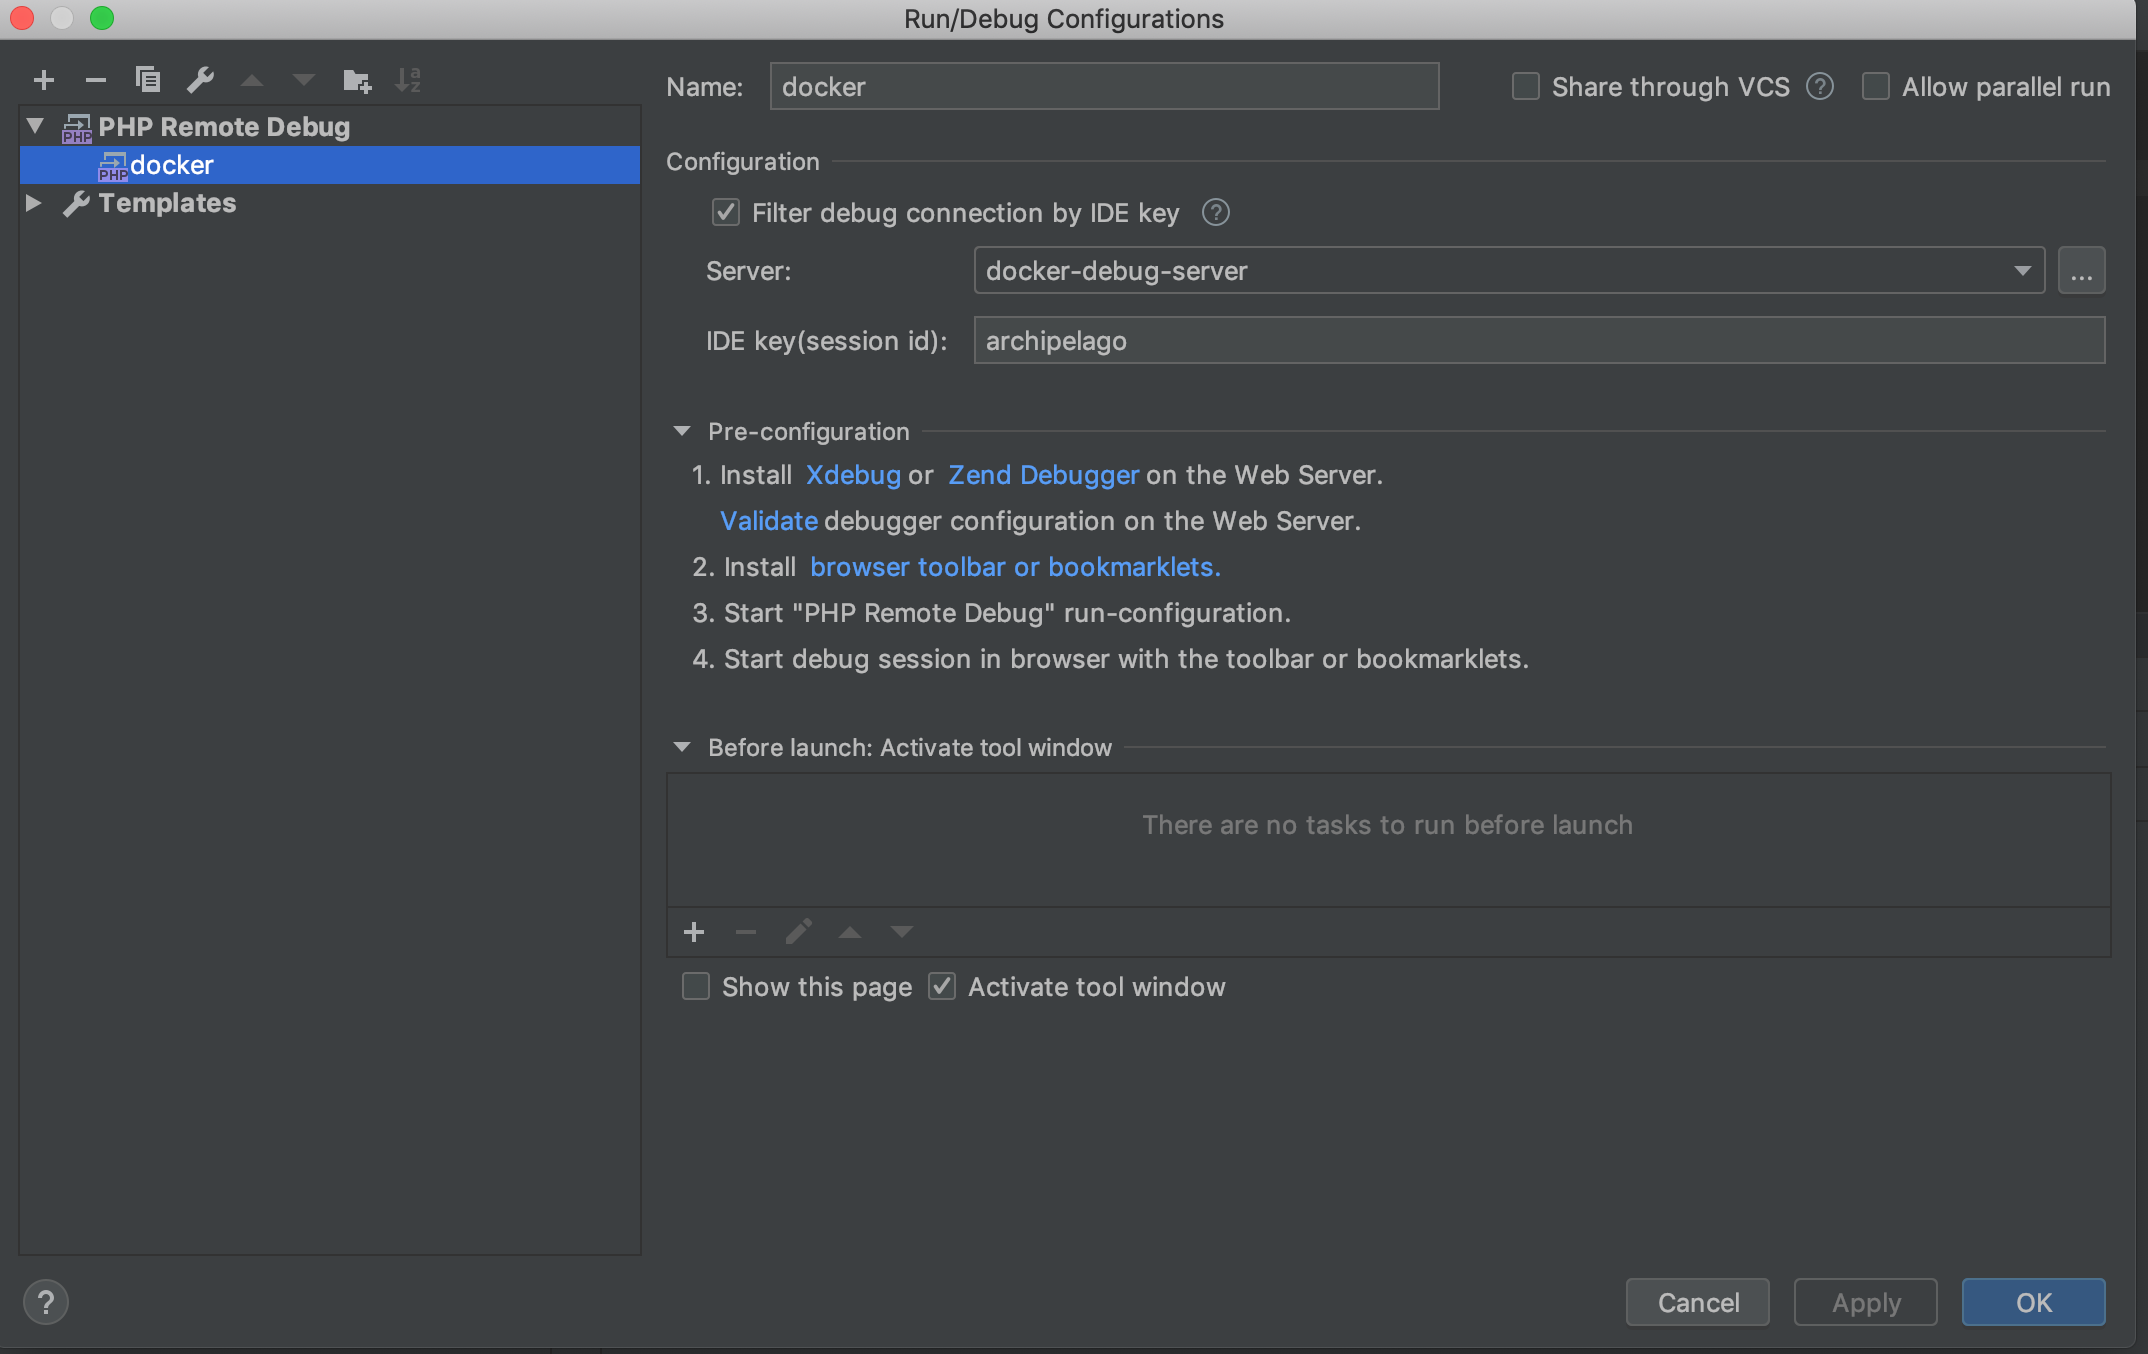 Run/Debug Configurations
Name: docker
Share through VCS ? Allow parallel run
PHP PHP Remote Debug
PHP docker
Templates
Configuration
Filter debug connection by IDE key ?
Server: docker-debug-server ...
IDE key(session id): archipelago
Pre-configuration
1. Install Xdebug or Zend Debugger on the Web Server.
Validate debugger configuration on the Web Server.
2. Install browser toolbar or bookmarklets.
3. Start "PHP Remote Debug" run-configuration.
4. Start debug session in browser with the toolbar or bookmarklets.
Before launch: Activate tool window
There are no tasks to run before launch
Show this page Activate tool window
? Cancel Apply OK